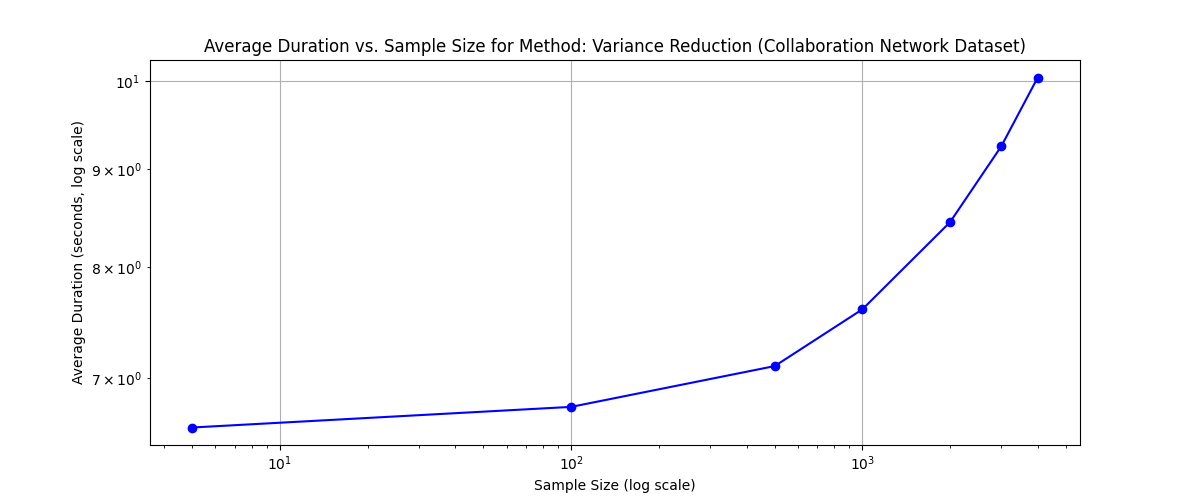 Average Duration vs. Sample Size for Method: Variance Reduction (Collaboration Network Dataset)
Average Duration (seconds, log scale)
10¹
9 × 10⁰
8 × 10⁰
7 × 10⁰
10¹ 10² 10³
Sample Size (log scale)